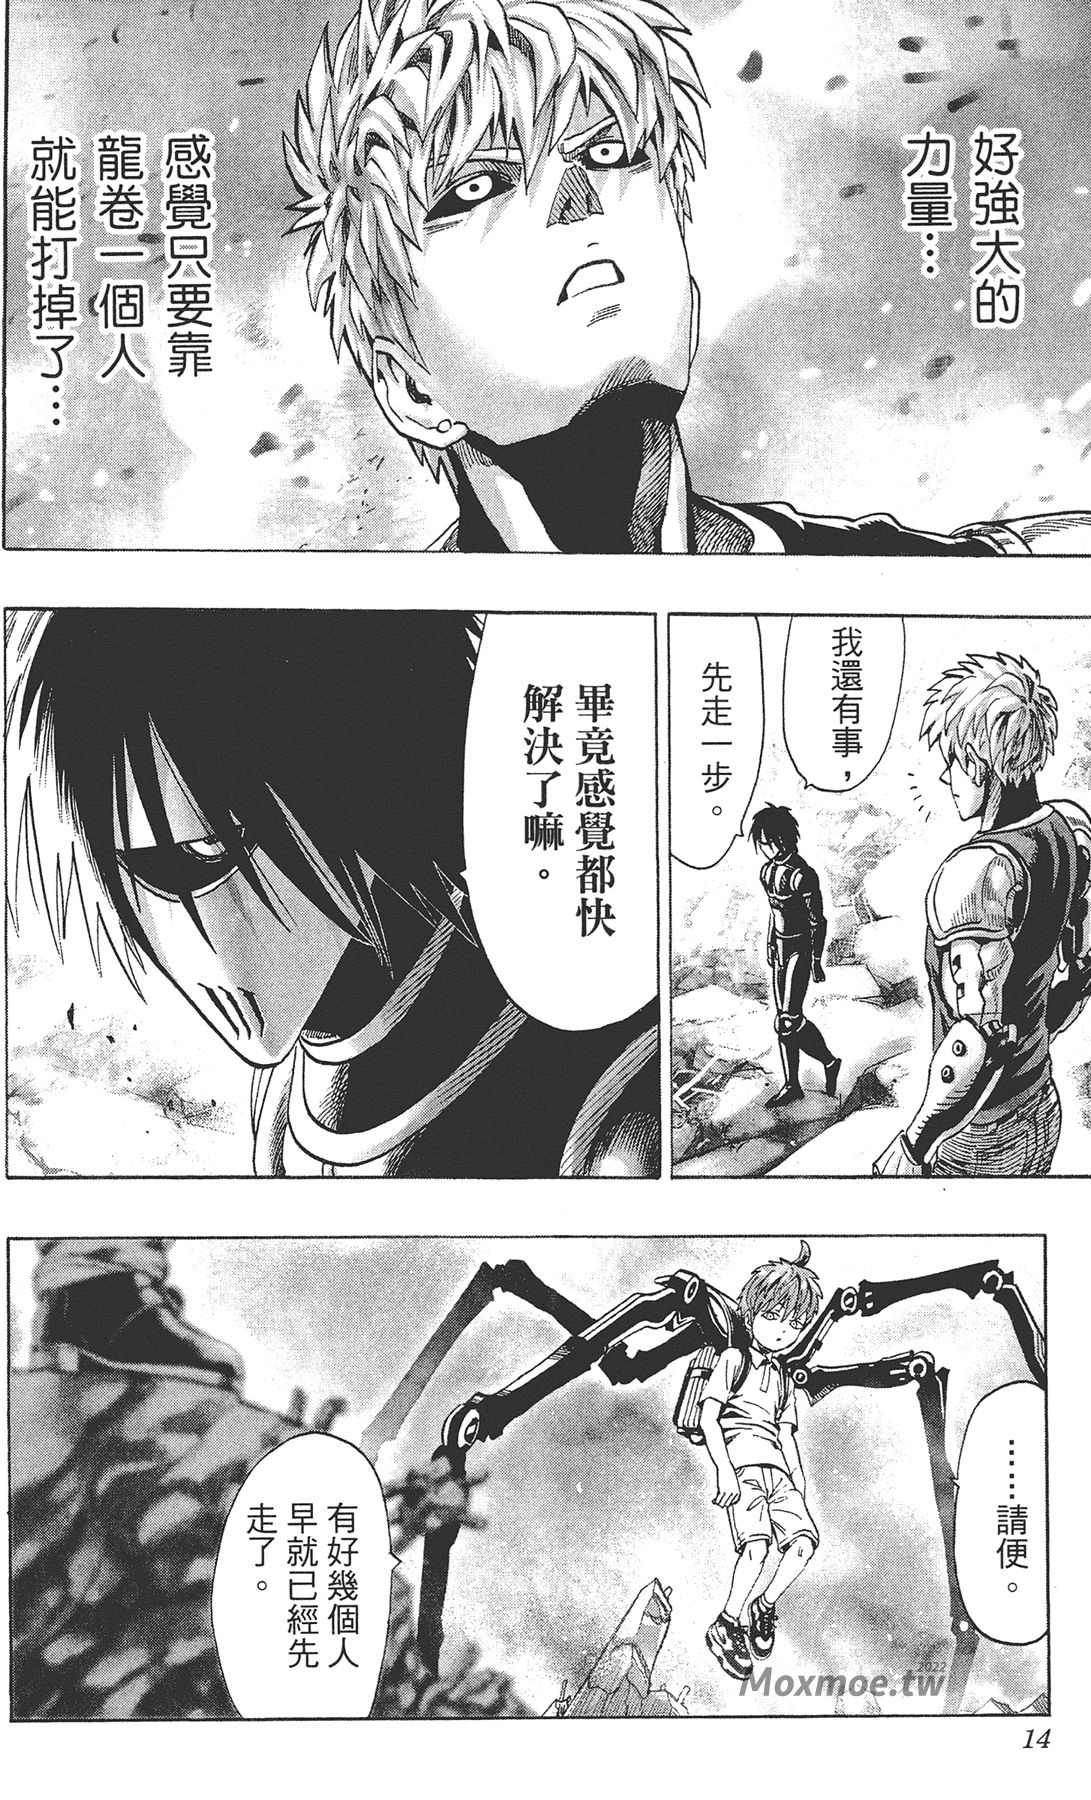 好強大的
力量…
感覺只要靠
龍卷一個人
就能打掉了…
我還有事，
先走一步。
畢竟感覺都快
解決了嘛。
……請便。
有好幾個人
早就已經先
走了。
2022
Moxmoe.tw
14